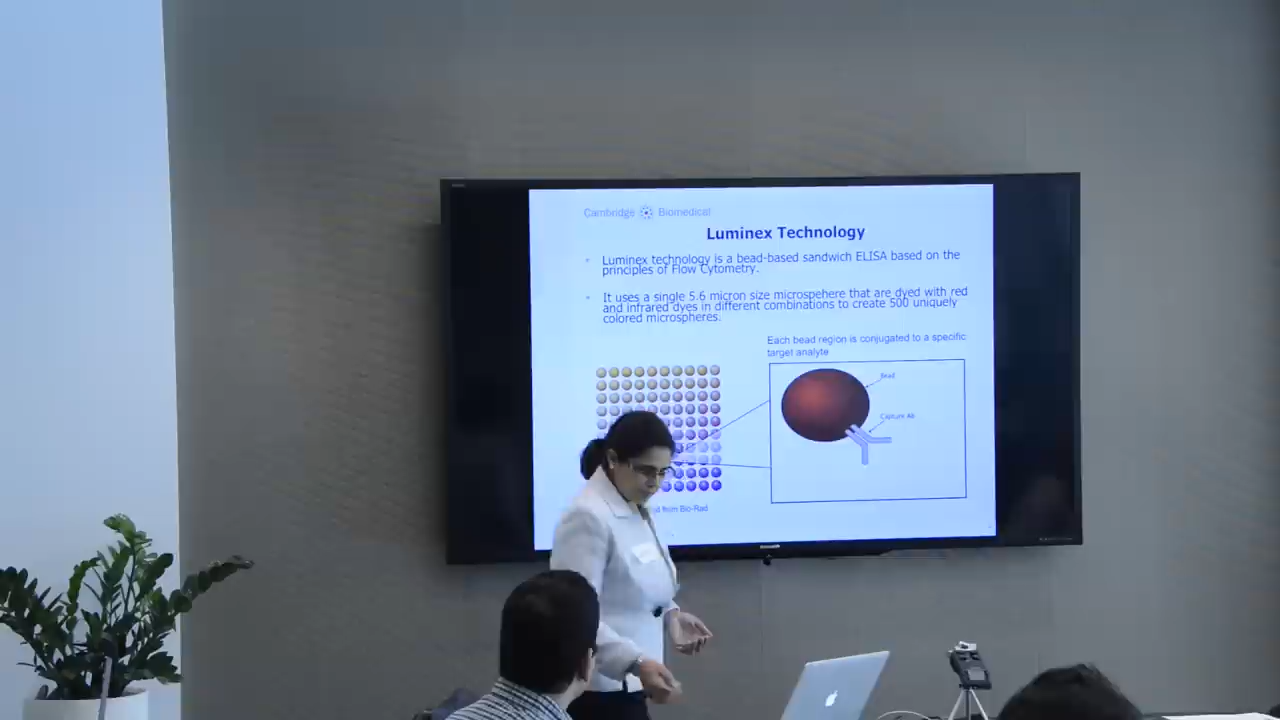 Cambridge Biomedical
Luminex Technology
• Luminex technology is a bead-based sandwich ELISA based on the
principles of Flow Cytometry.
• It uses a single 5.6 micron size microspehere that are dyed with red
and infrared dyes in different combinations to create 500 uniquely
colored microspheres.
Each bead region is conjugated to a specific
target analyte
Bead
Capture Ab
from Bio-Rad